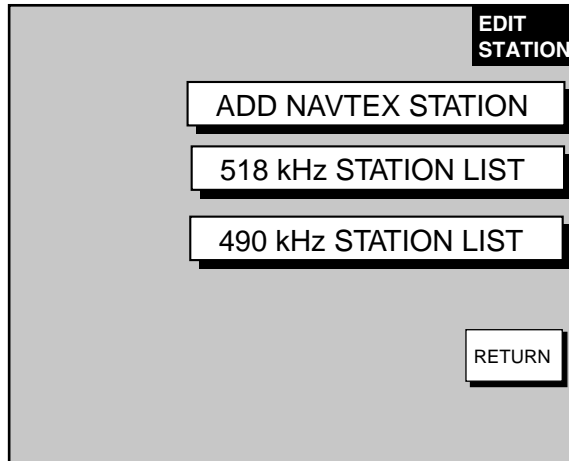 EDIT
STATION
ADD NAVTEX STATION
518 kHz STATION LIST
490 kHz STATION LIST
RETURN